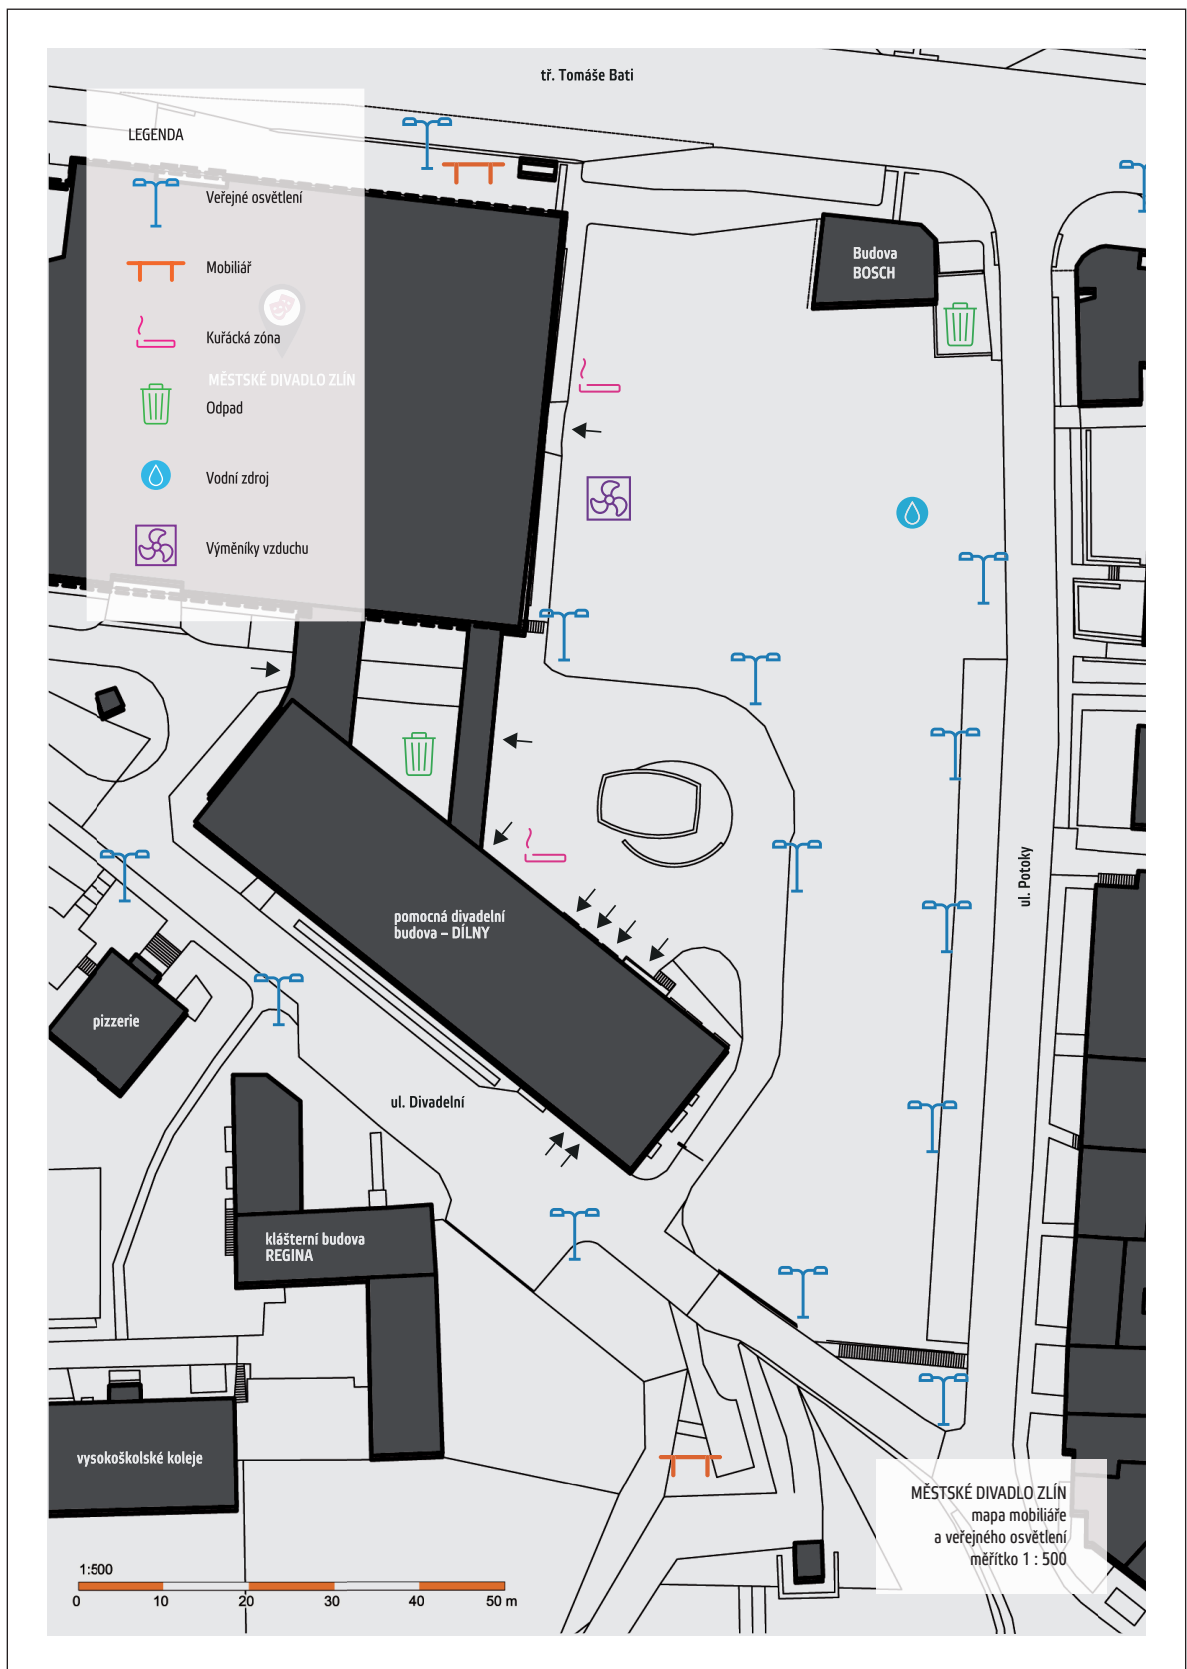 tř. Tomáše Bati
LEGENDA
Veřejné osvětlení
Mobiliář
Kuřácká zóna
MĚSTSKÉ DIVADLO ZLÍN
Odpad
Vodní zdroj
Výměníky vzduchu
Budova
BOSCH
ul. Potoky
pomocná divadelní
budova – DÍLNY
pizzerie
ul. Divadelní
klášterní budova
REGINA
vysokoškolské koleje
MĚSTSKÉ DIVADLO ZLÍN
mapa mobiliáře
a veřejného osvětlení
měřítko 1 : 500
1:500
0 10 20 30 40 50 m